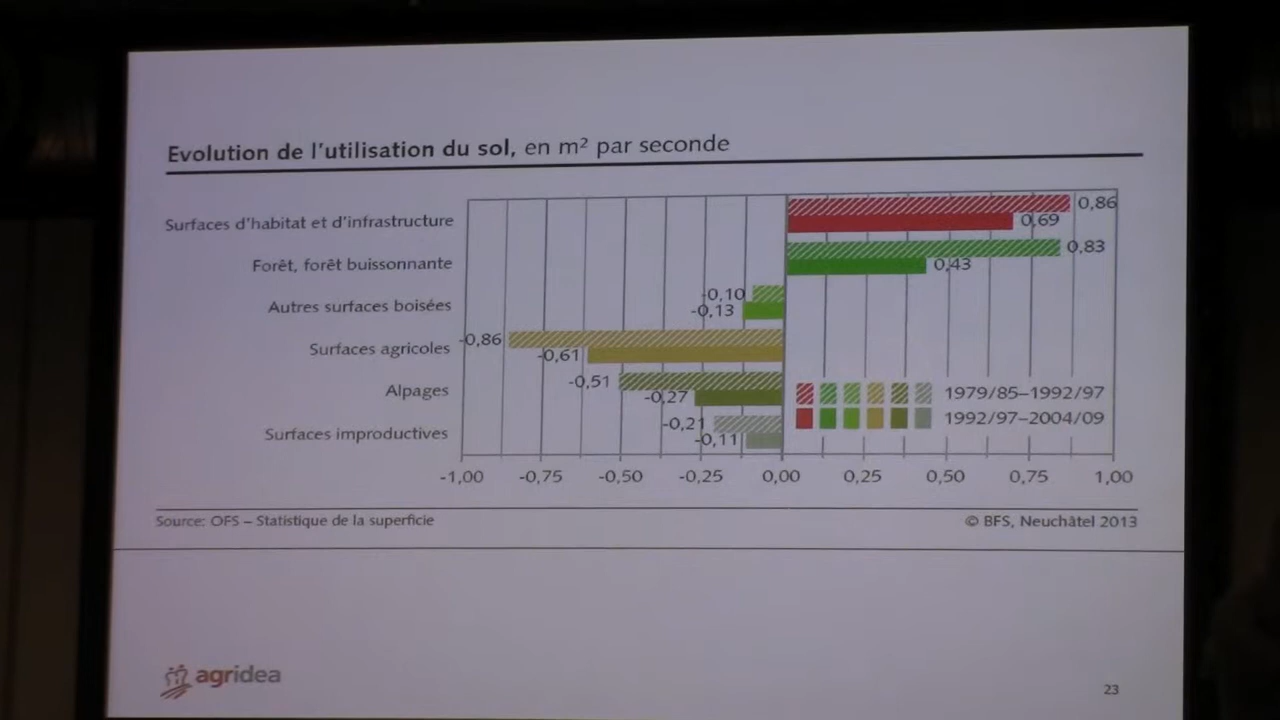 Evolution de l'utilisation du sol, en m² par seconde
Surfaces d'habitat et d'infrastructure
0,86
0,69
Forêt, forêt buissonnante
0,83
0,43
Autres surfaces boisées
-0,10
-0,13
Surfaces agricoles
-0,86
-0,61
Alpages
-0,51
-0,27
Surfaces improductives
-0,21
-0,11
1979/85–1992/97
1992/97–2004/09
-1,00 -0,75 -0,50 -0,25 0,00 0,25 0,50 0,75 1,00
Source: OFS – Statistique de la superficie
© BFS, Neuchâtel 2013
agridea
23